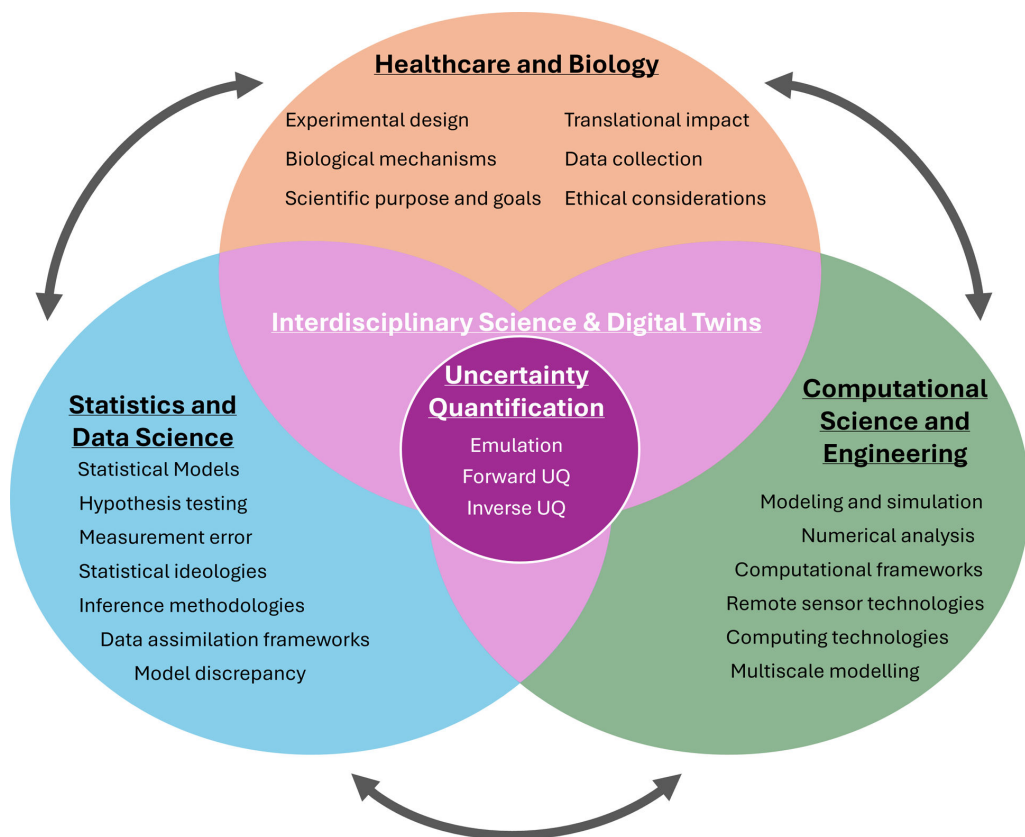 Healthcare and Biology
Experimental design
Biological mechanisms
Scientific purpose and goals
Translational impact
Data collection
Ethical considerations
Interdisciplinary Science & Digital Twins
Uncertainty
Quantification
Emulation
Forward UQ
Inverse UQ
Statistics and
Data Science
Statistical Models
Hypothesis testing
Measurement error
Statistical ideologies
Inference methodologies
Data assimilation frameworks
Model discrepancy
Computational
Science and
Engineering
Modeling and simulation
Numerical analysis
Computational frameworks
Remote sensor technologies
Computing technologies
Multiscale modelling